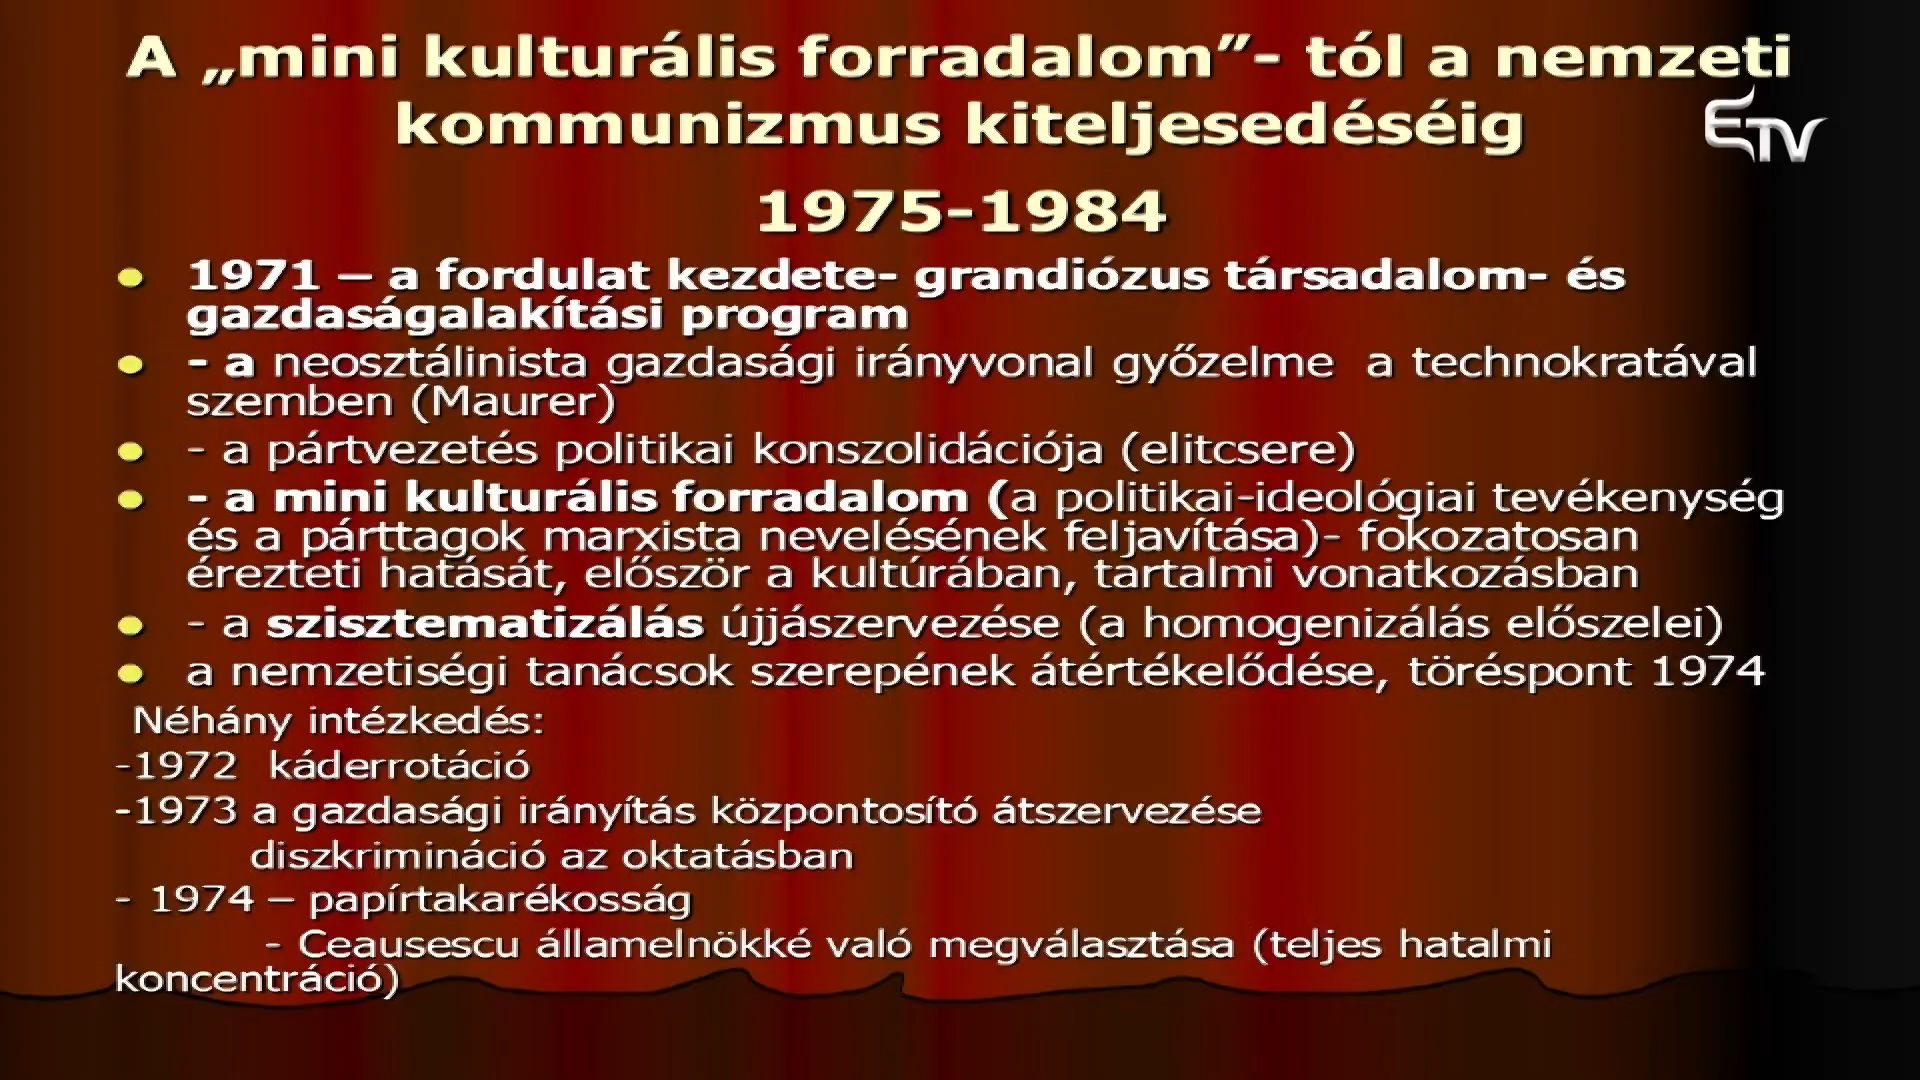 A „mini kulturális forradalom”- tól a nemzeti
kommunizmus kiteljesedéséig
ETV
1975-1984
1971 – a fordulat kezdete- grandiózus társadalom- és
gazdaságalakítási program
- a neosztálinista gazdasági irányvonal győzelme a technokratával
szemben (Maurer)
- a pártvezetés politikai konszolidációja (elitcsere)
- a mini kulturális forradalom (a politikai-ideológiai tevékenység
és a párttagok marxista nevelésének feljavítása)- fokozatosan
érezteti hatását, először a kultúrában, tartalmi vonatkozásban
- a szisztematizálás újjászervezése (a homogenizálás előszelei)
a nemzetiségi tanácsok szerepének átértékelődése, töréspont 1974
Néhány intézkedés:
-1972 káderrotáció
-1973 a gazdasági irányítás központosító átszervezése
diszkrimináció az oktatásban
- 1974 – papírtakarékosság
- Ceausescu államelnökké való megválasztása (teljes hatalmi
koncentráció)